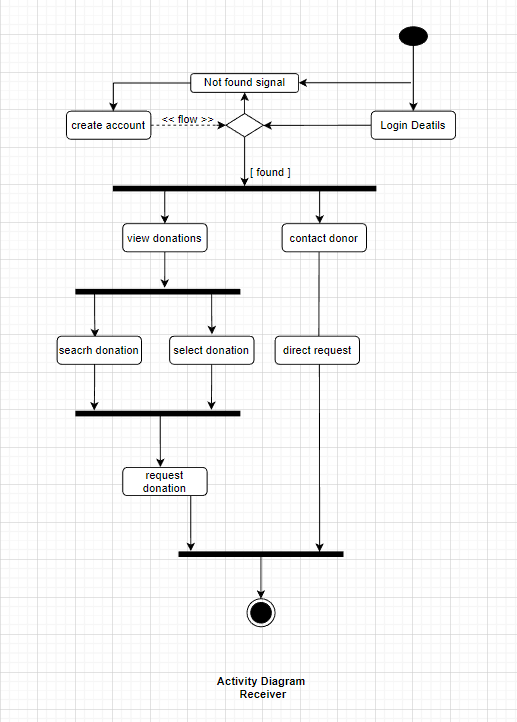 Not found signal
create account
<< flow >>
Login Deatils
[ found ]
view donations
contact donor
seacrh donation
select donation
direct request
request
donation
Activity Diagram
Receiver